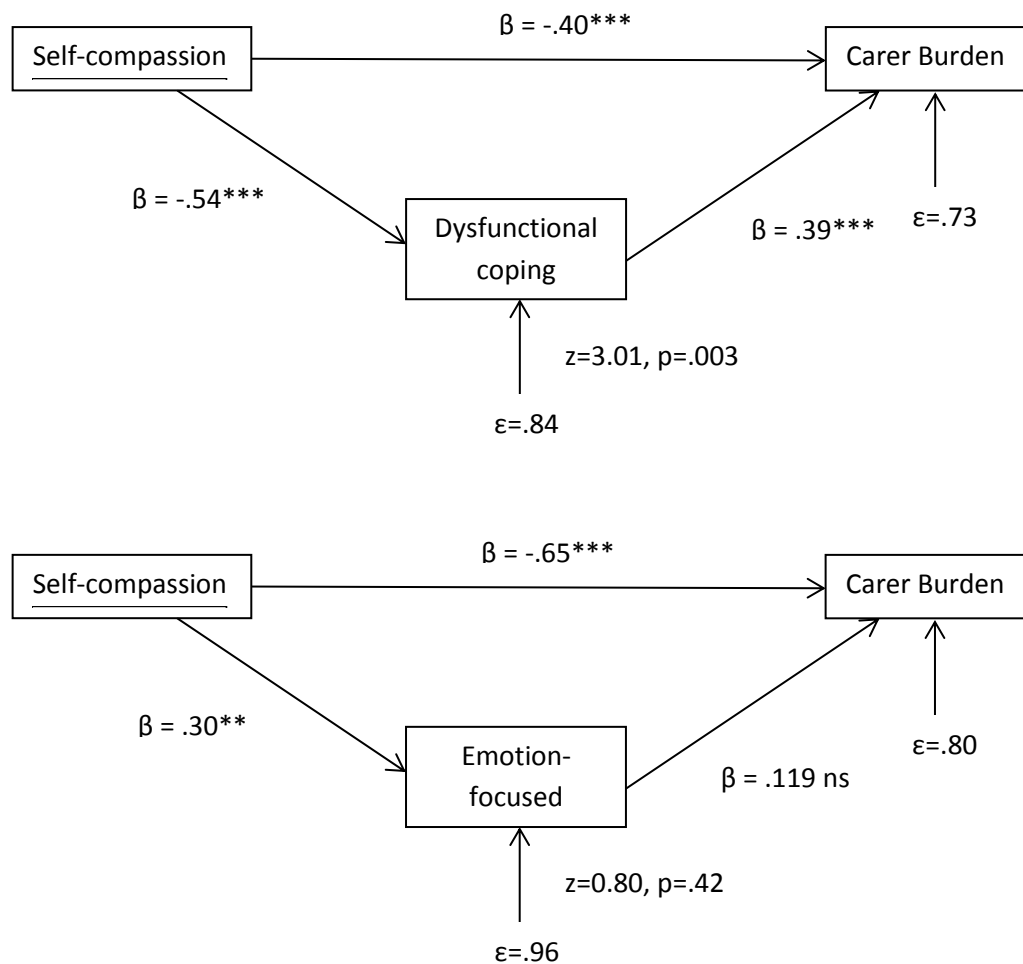 β = -.40***
Self-compassion
Carer Burden
β = -.54***
Dysfunctional
coping
β = .39***
ε=.73
z=3.01, p=.003
ε=.84
β = -.65***
Self-compassion
Carer Burden
β = .30**
Emotion-
focused
β = .119 ns
ε=.80
z=0.80, p=.42
ε=.96